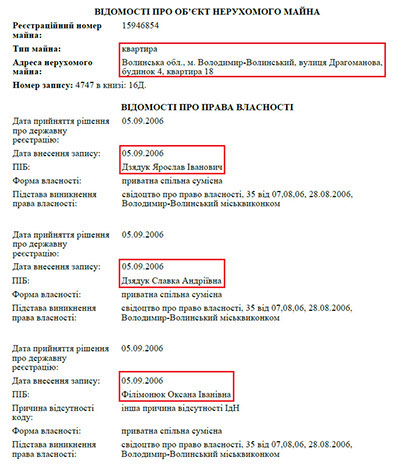 ВІДОМОСТІ ПРО ОБ'ЄКТ НЕРУХОМОГО МАЙНА
Реєстраційний номер 15946854
майна:
Тип майна: квартира
Адреса нерухомого Волинська обл., м. Володимир-Волинський, вулиця Драгоманова,
майна: будинок 4, квартира 18
Номер запису: 4747 в книзі: 16Д.
ВІДОМОСТІ ПРО ПРАВА ВЛАСНОСТІ
Дата прийняття рішення 05.09.2006
про державну
реєстрацію:
Дата внесення запису: 05.09.2006
ПІБ: Дзядук Ярослав Іванович
Форма власності: приватна спільна сумісна
Підстава виникнення свідоцтво про право власності, 35 від 07,08,06, 28.08.2006,
права власності: Володимир-Волинський міськвиконком
Дата прийняття рішення 05.09.2006
про державну
реєстрацію:
Дата внесення запису: 05.09.2006
ПІБ: Дзядук Славка Андріївна
Форма власності: приватна спільна сумісна
Підстава виникнення свідоцтво про право власності, 35 від 07,08,06, 28.08.2006,
права власності: Володимир-Волинський міськвиконком
Дата прийняття рішення 05.09.2006
про державну
реєстрацію:
Дата внесення запису: 05.09.2006
ПІБ: Філімонюк Оксана Іванівна
Причина відсутності інша причина відсутності ІдН
коду:
Форма власності: приватна спільна сумісна
Підстава виникнення свідоцтво про право власності, 35 від 07,08,06, 28.08.2006,
права власності: Володимир-Волинський міськвиконком